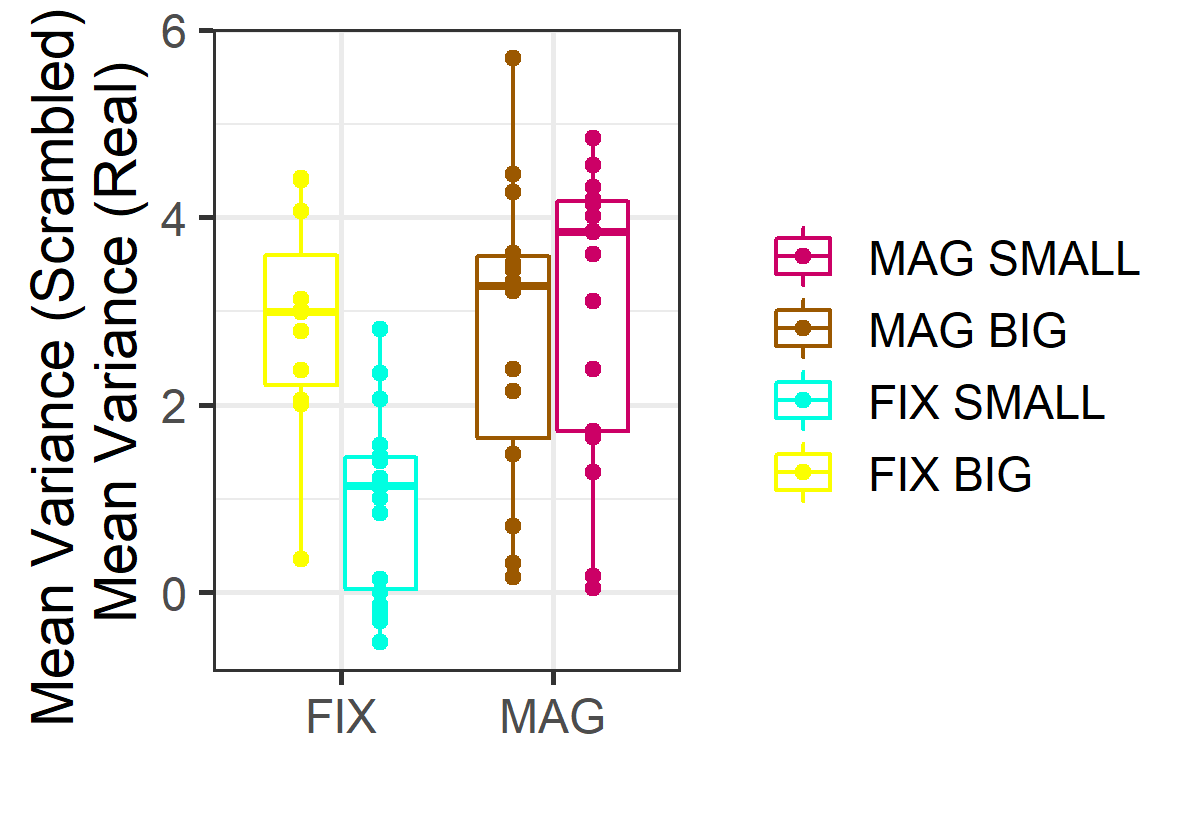 Mean Variance (Scrambled)
Mean Variance (Real)
6
4
2
0
FIX
MAG
MAG SMALL
MAG BIG
FIX SMALL
FIX BIG